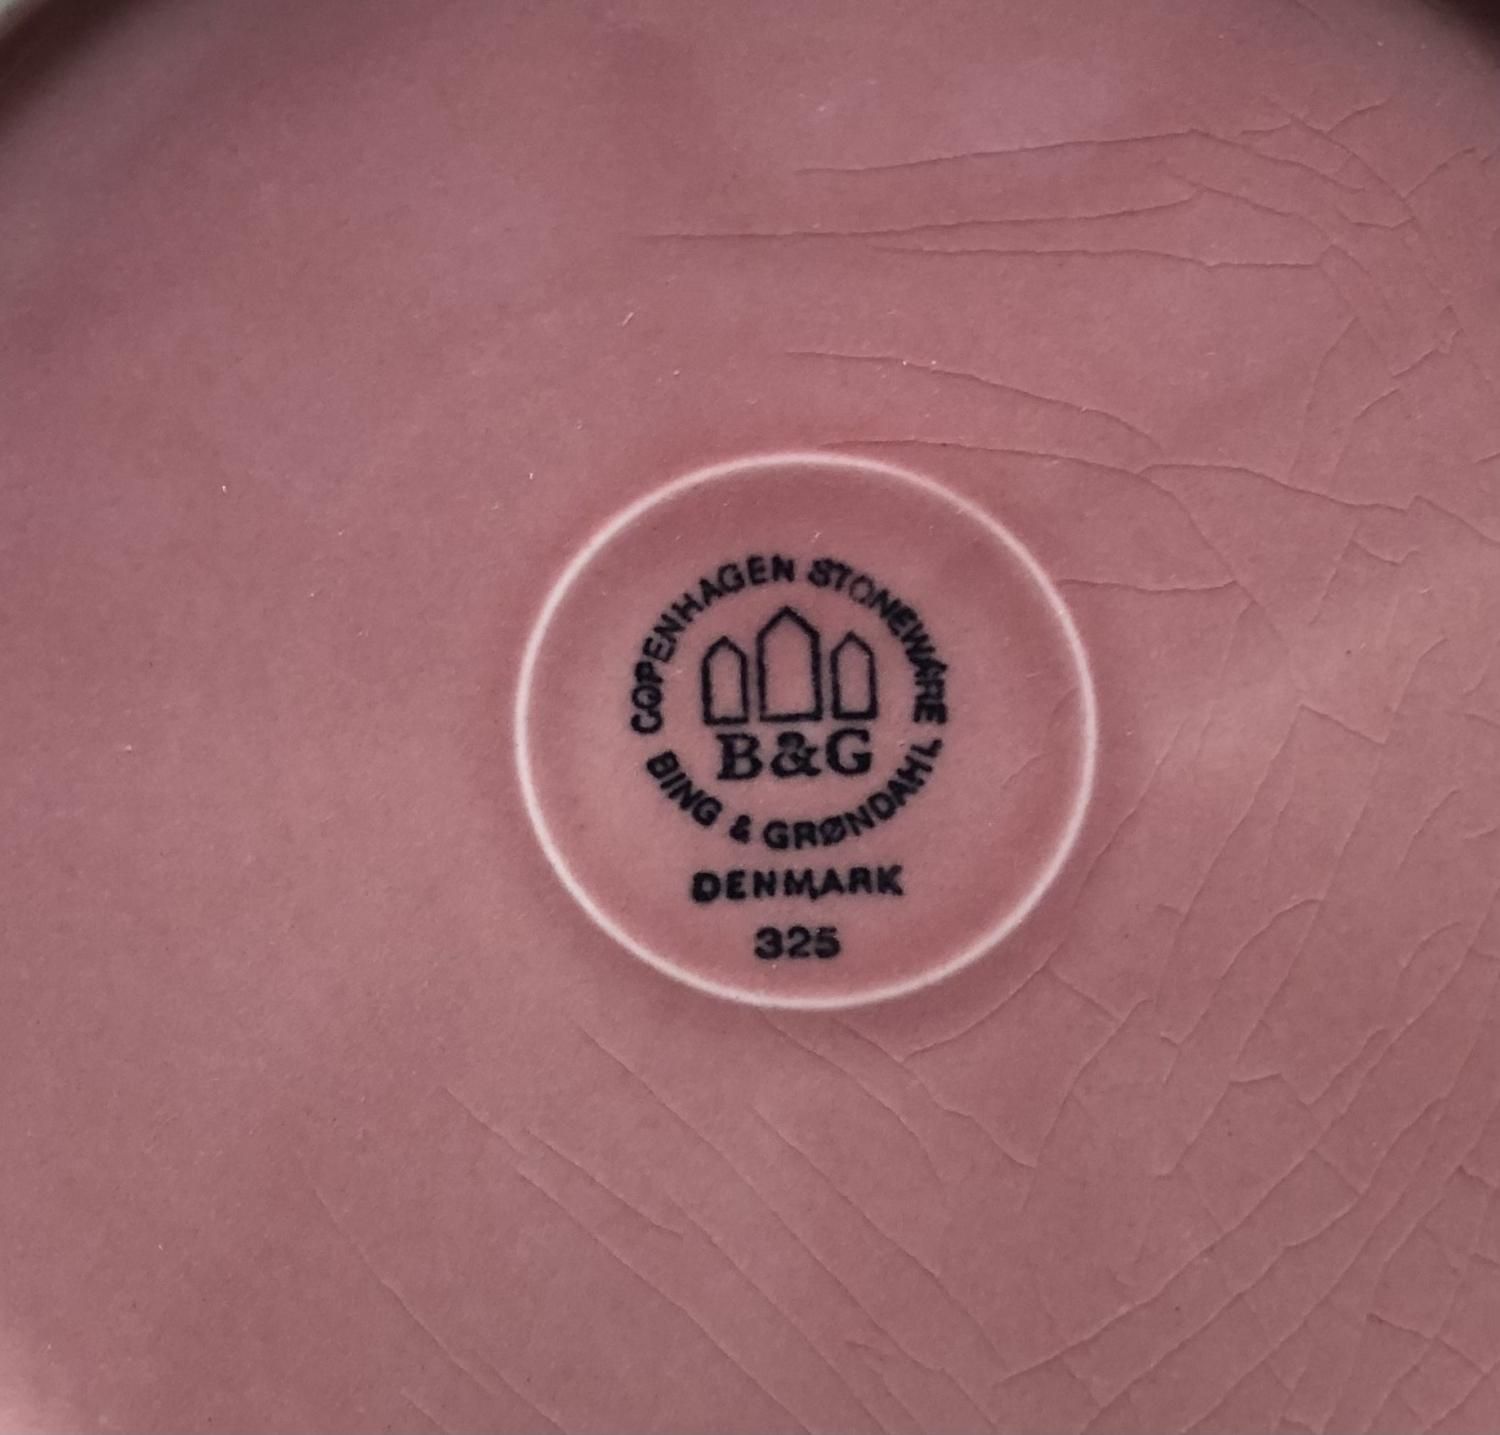 COPENHAGEN STONEWARE
B&G
BING & GRØNDAHL
DENMARK
325